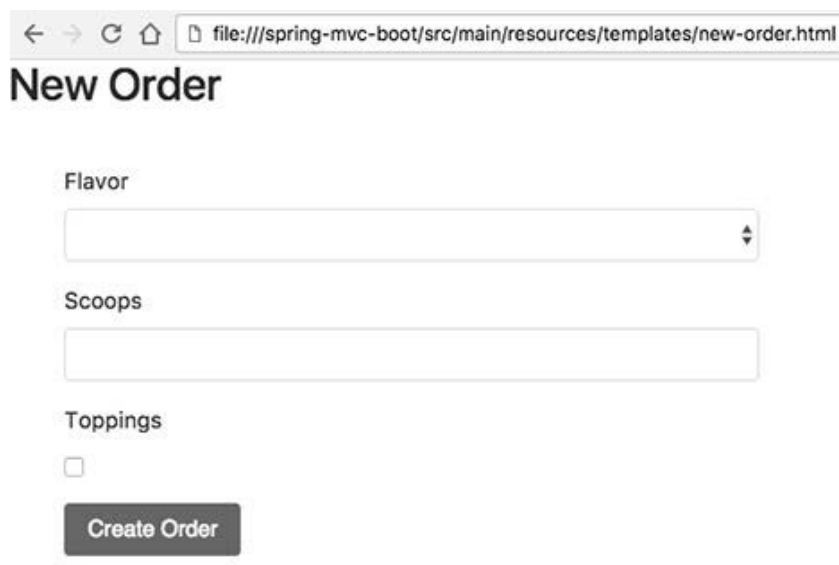 file:///spring-mvc-boot/src/main/resources/templates/new-order.html
New Order
Flavor
Scoops
Toppings
Create Order